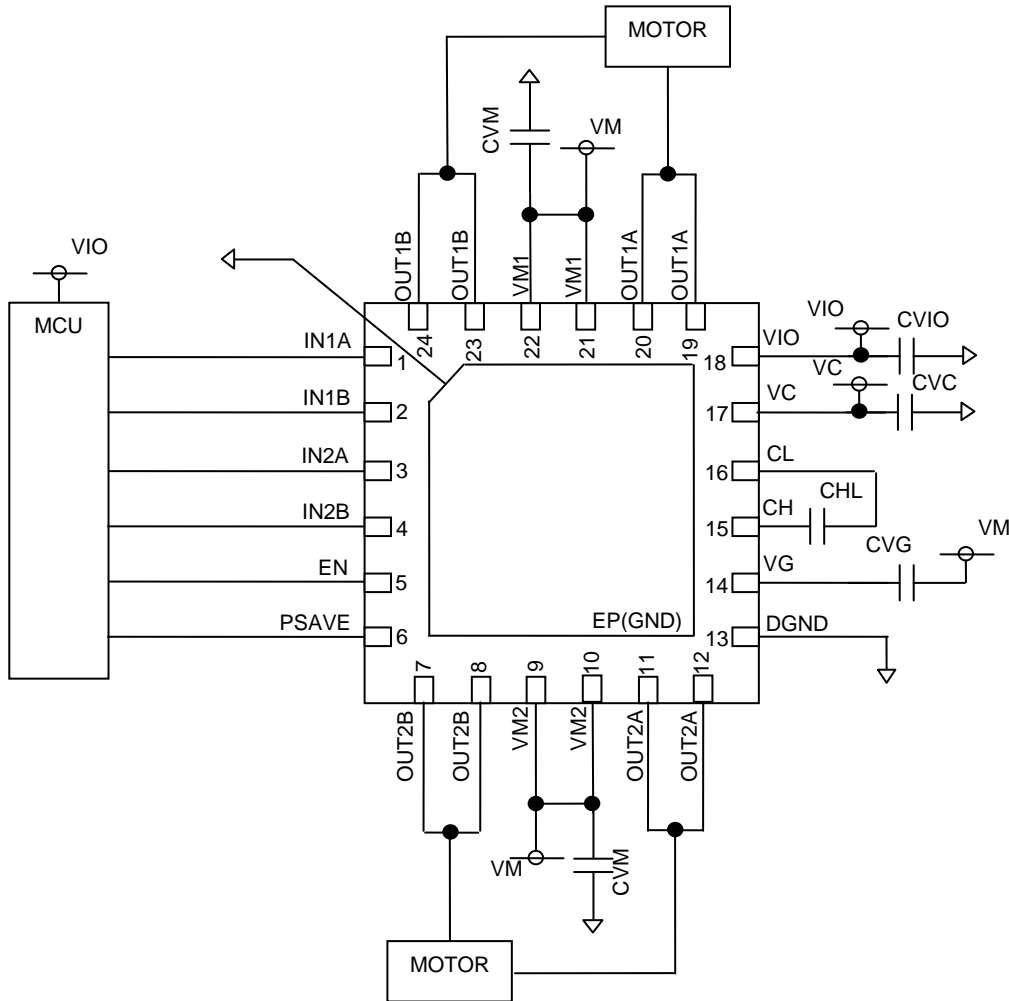 MOTOR
CVM
VM
OUT1B
OUT1B
VM1
VM1
OUT1A
OUT1A
24
23
22
21
20
19
VIO
MCU
IN1A
1
IN1B
2
IN2A
3
IN2B
4
EN
5
PSAVE
6
VIO
VIO
CVIO
18
VC
VC
CVC
17
CL
16
CH
CHL
15
VG
CVG
VM
14
DGND
13
EP(GND)
7
8
9
10
11
12
OUT2B
OUT2B
VM2
VM2
OUT2A
OUT2A
VM
CVM
MOTOR